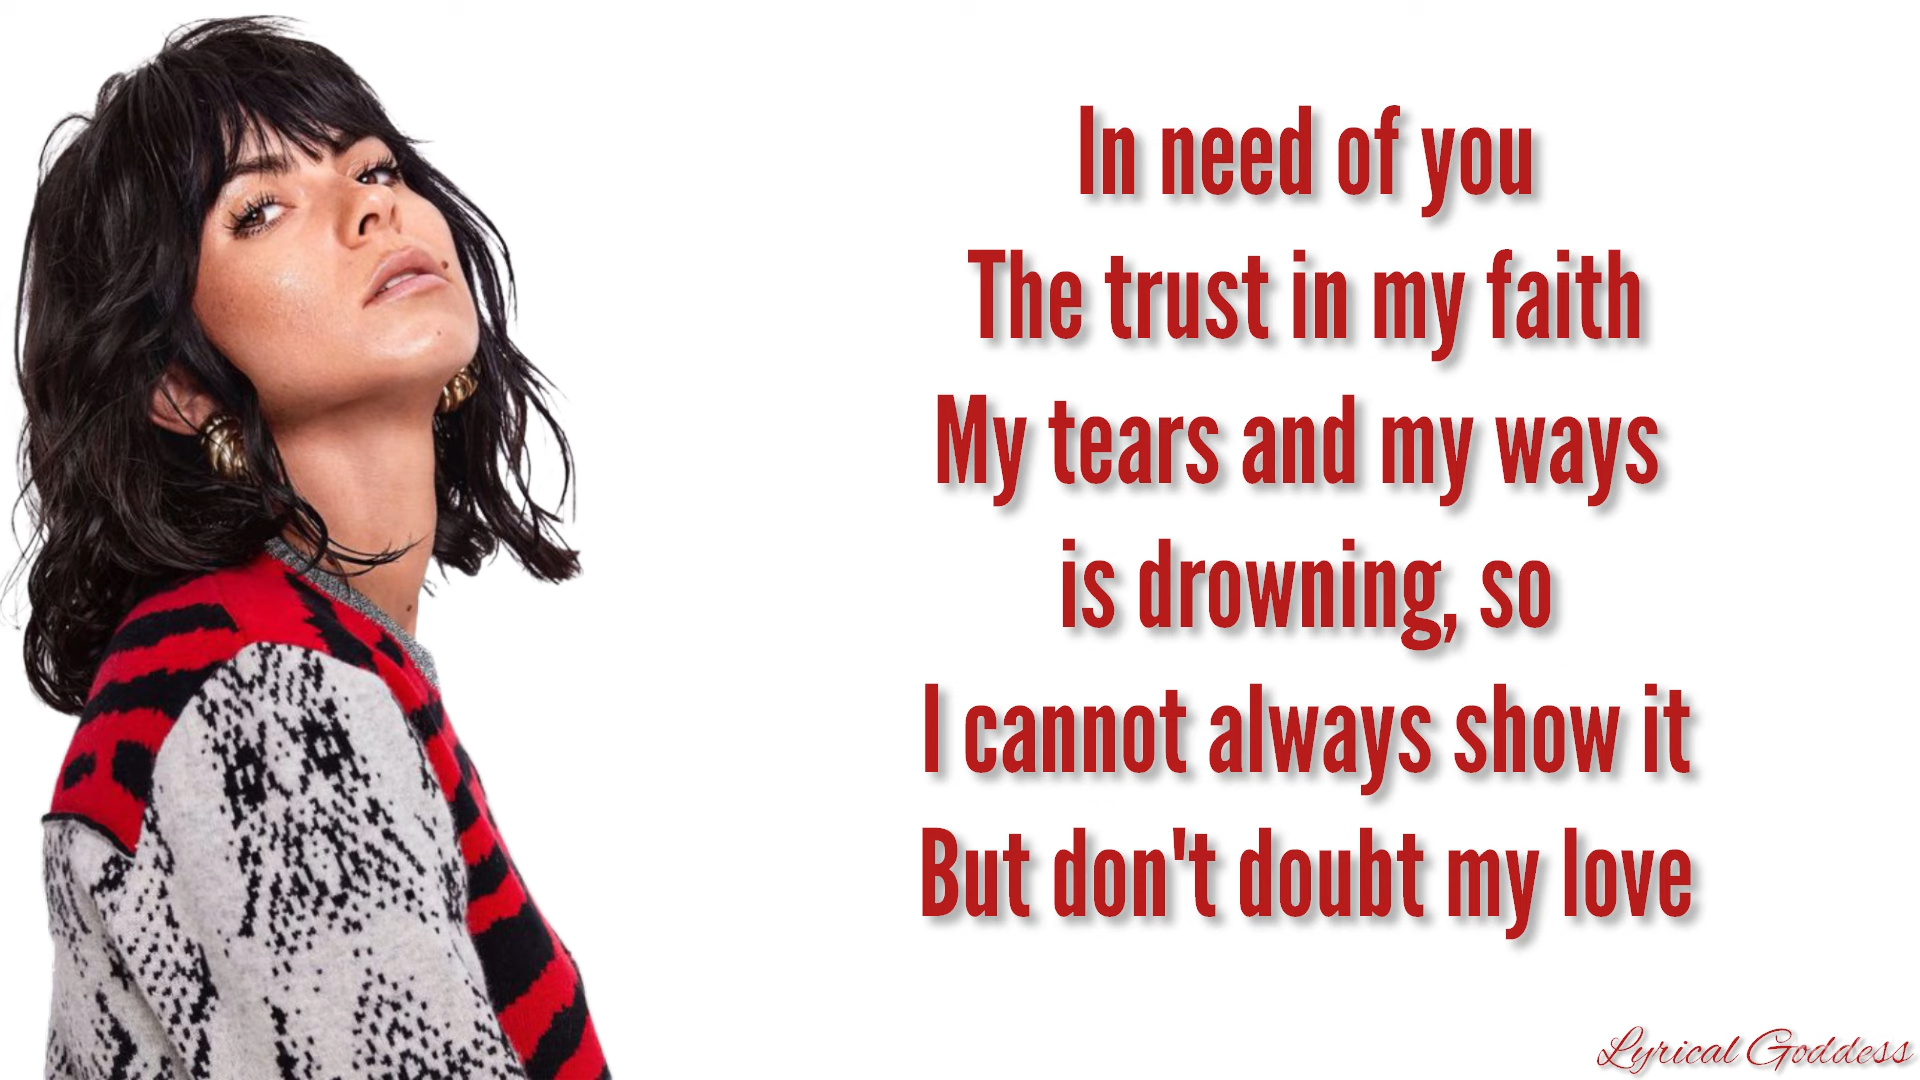 In need of you
The trust in my faith
My tears and my ways
is drowning, so
I cannot always show it
But don't doubt my love
Lyrical Goddess